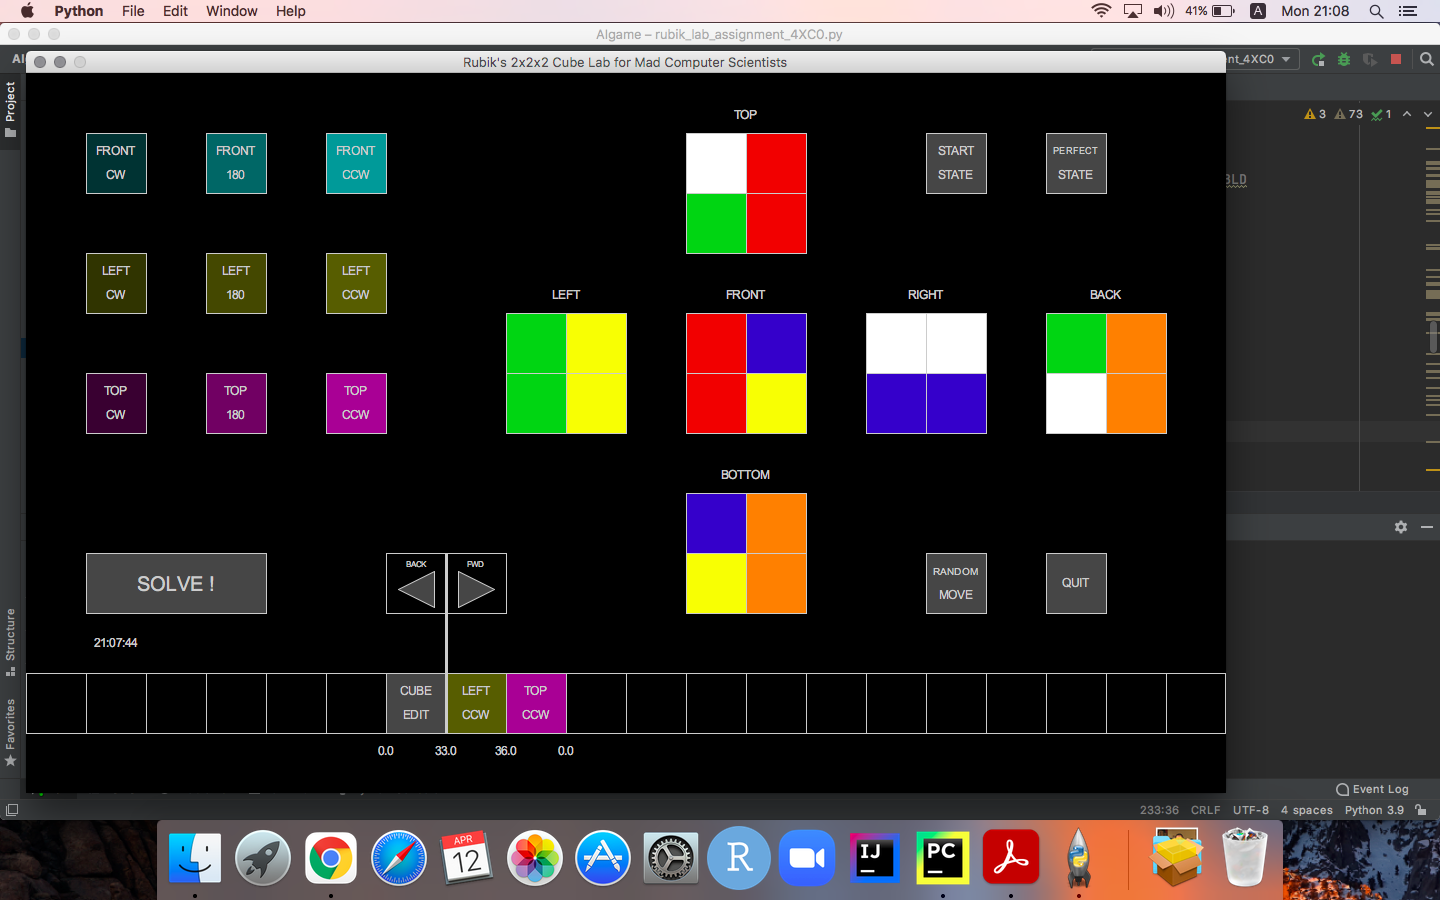 Python File Edit Window Help
41% A Mon 21:08
AIgame – rubik_lab_assignment_4XC0.py
AI
Rubik's 2x2x2 Cube Lab for Mad Computer Scientists
nt_4XC0
Project
3 73 1
TOP
FRONT
CW
FRONT
180
FRONT
CCW
START
STATE
PERFECT
STATE
BLD
LEFT
CW
LEFT
180
LEFT
CCW
LEFT
FRONT
RIGHT
BACK
TOP
CW
TOP
180
TOP
CCW
BOTTOM
SOLVE !
BACK
FWD
RANDOM
MOVE
QUIT
21:07:44
Structure
Favorites
CUBE
EDIT
LEFT
CCW
TOP
CCW
0.0 33.0 36.0 0.0
Event Log
233:36 CRLF UTF-8 4 spaces Python 3.9
APR
12
R
IJ
PC